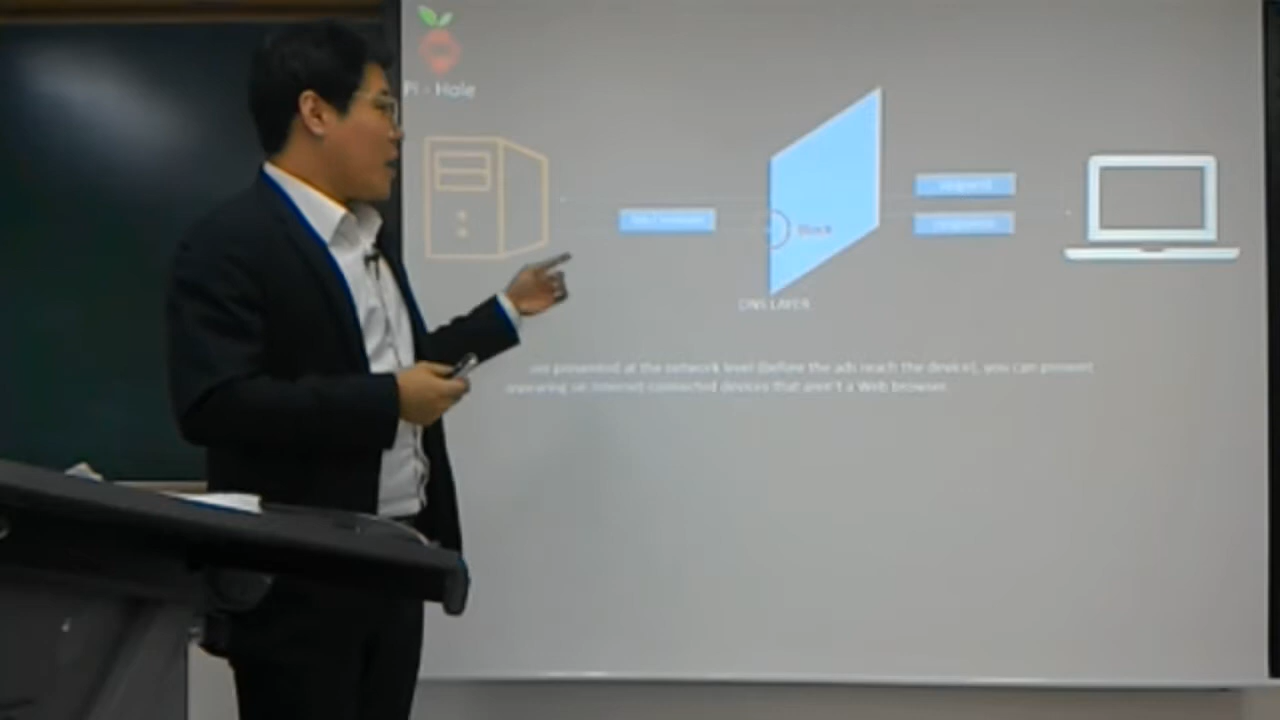 Pi - Hole
Block
DNS LAYER
are presented at the network level (before the ads reach the device), you can prevent
appearing on internet connected devices that aren't a Web browser.